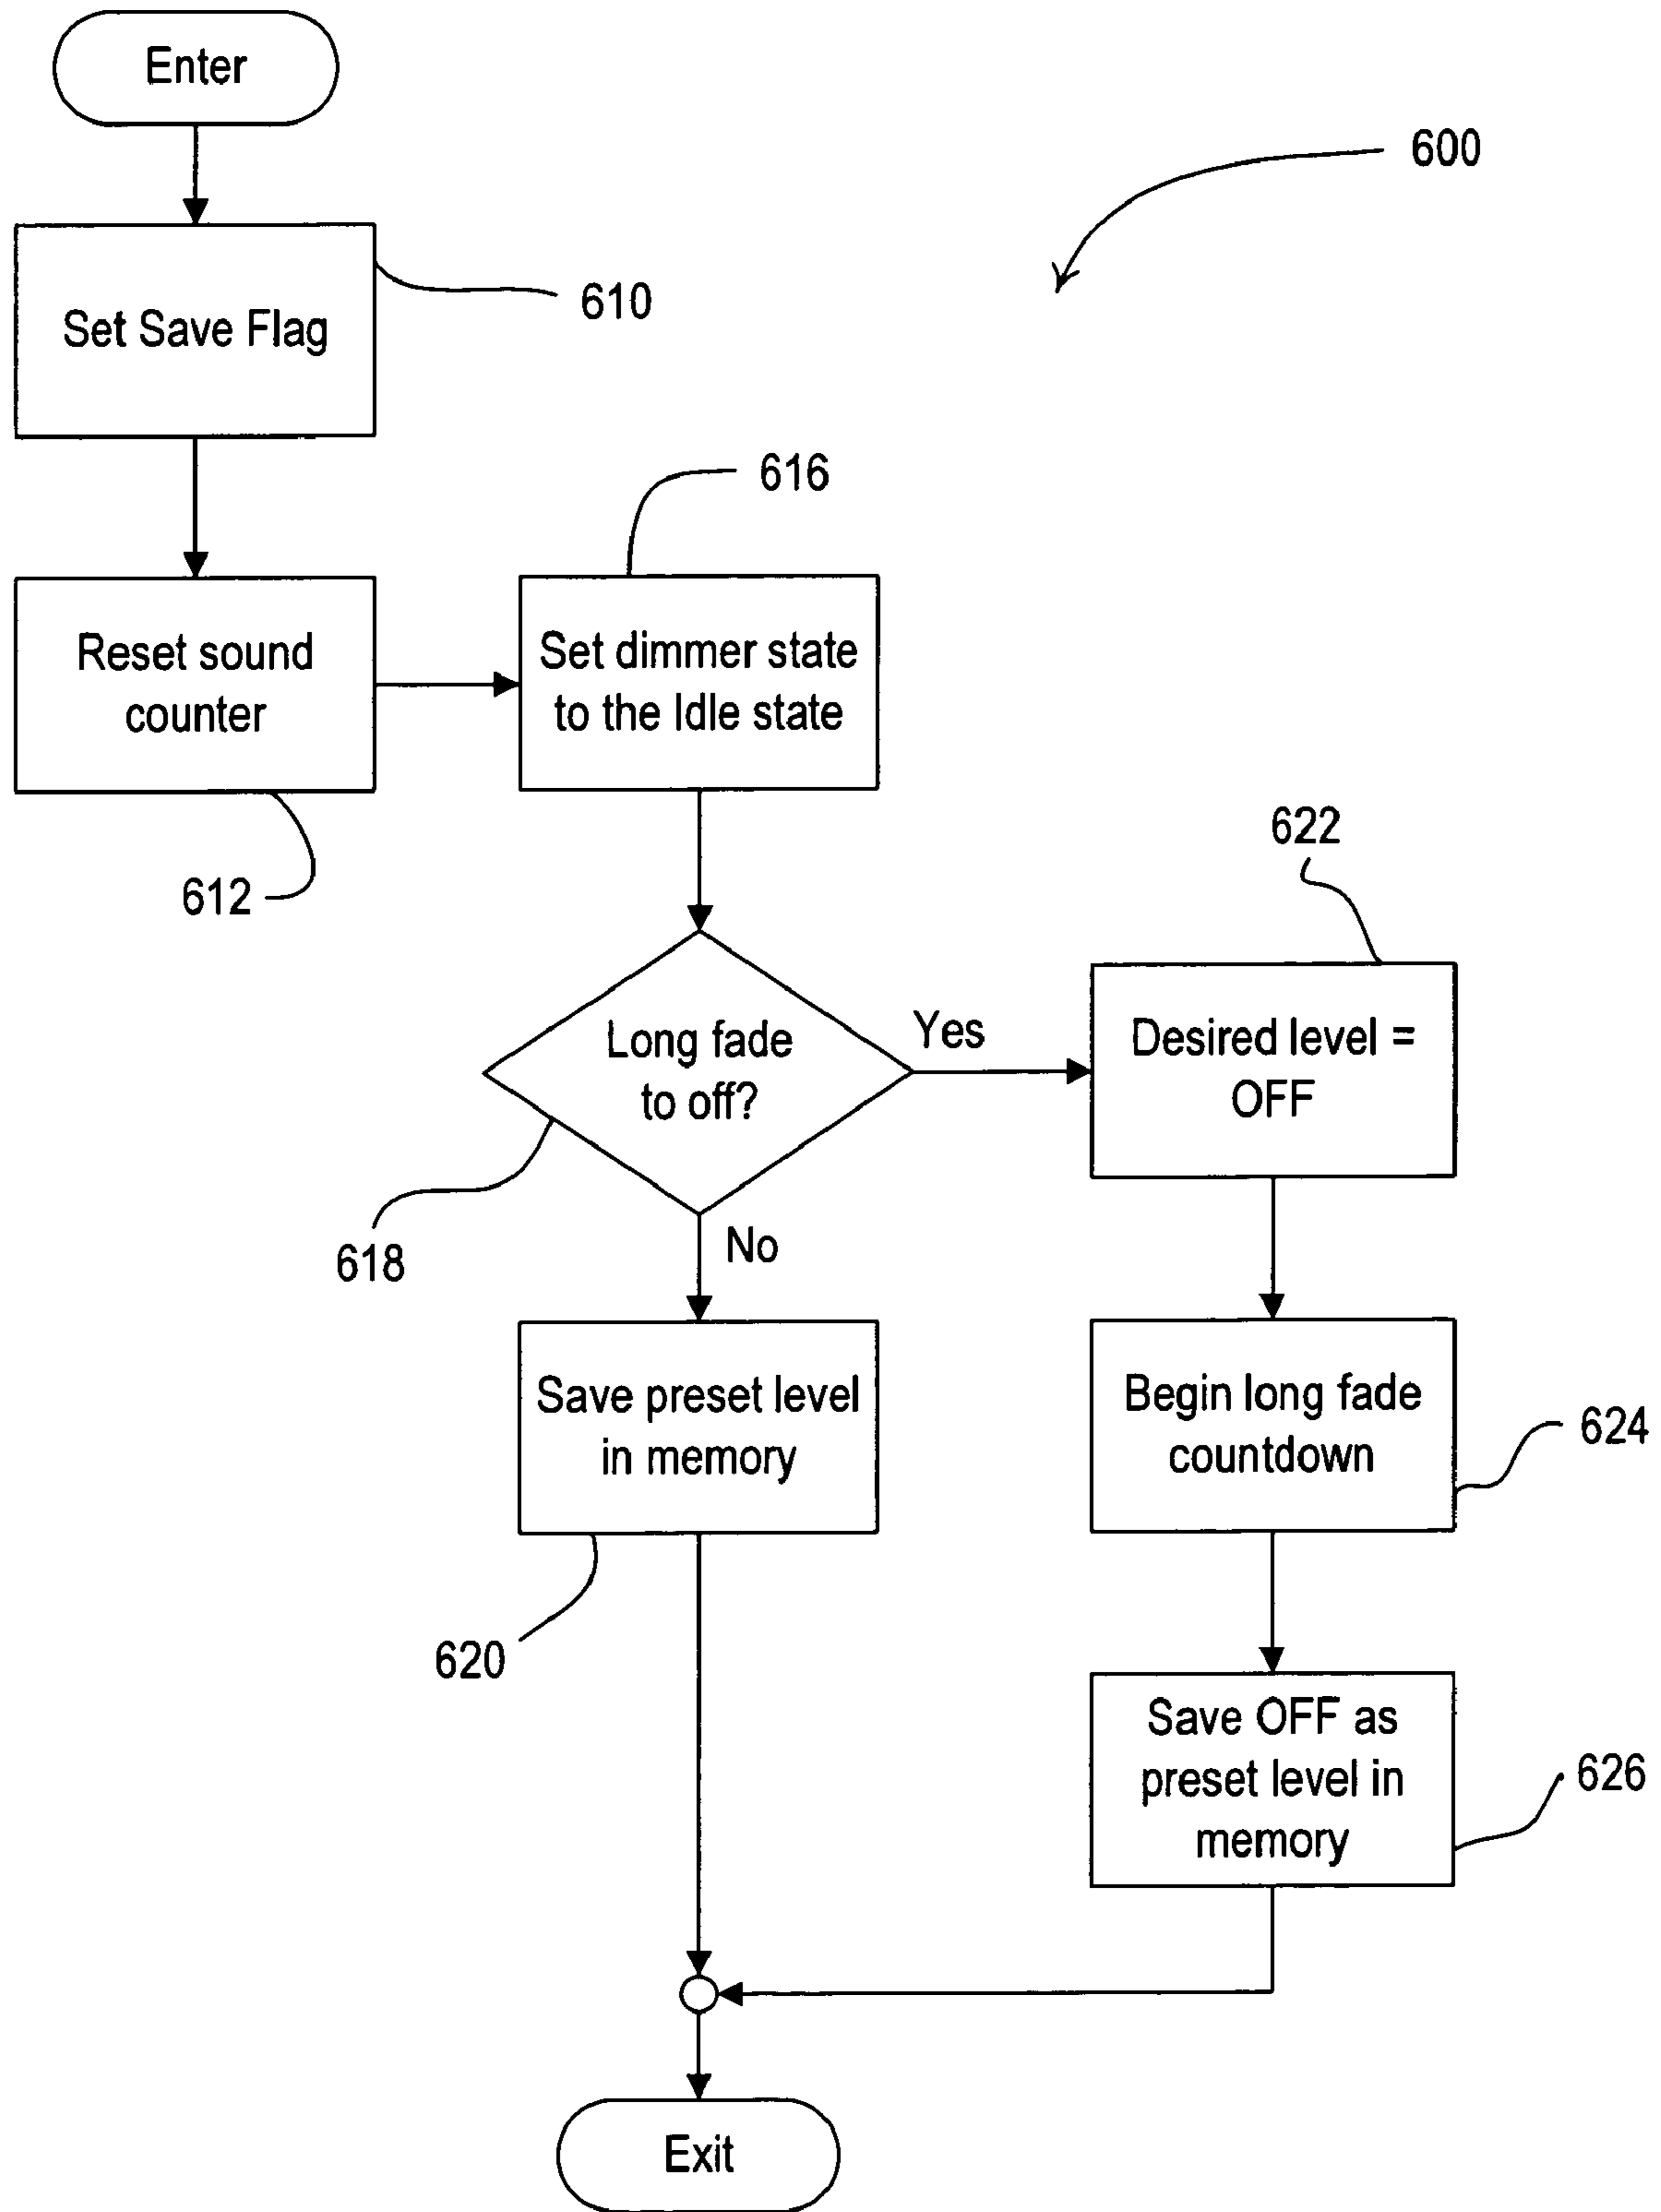 Enter
600
Set Save Flag
610
616
Reset sound
counter
612
Set dimmer state
to the Idle state
622
Long fade
to off?
Yes
618
No
Desired level =
OFF
Save preset level
in memory
620
Begin long fade
countdown
624
Save OFF as
preset level in
memory
626
Exit